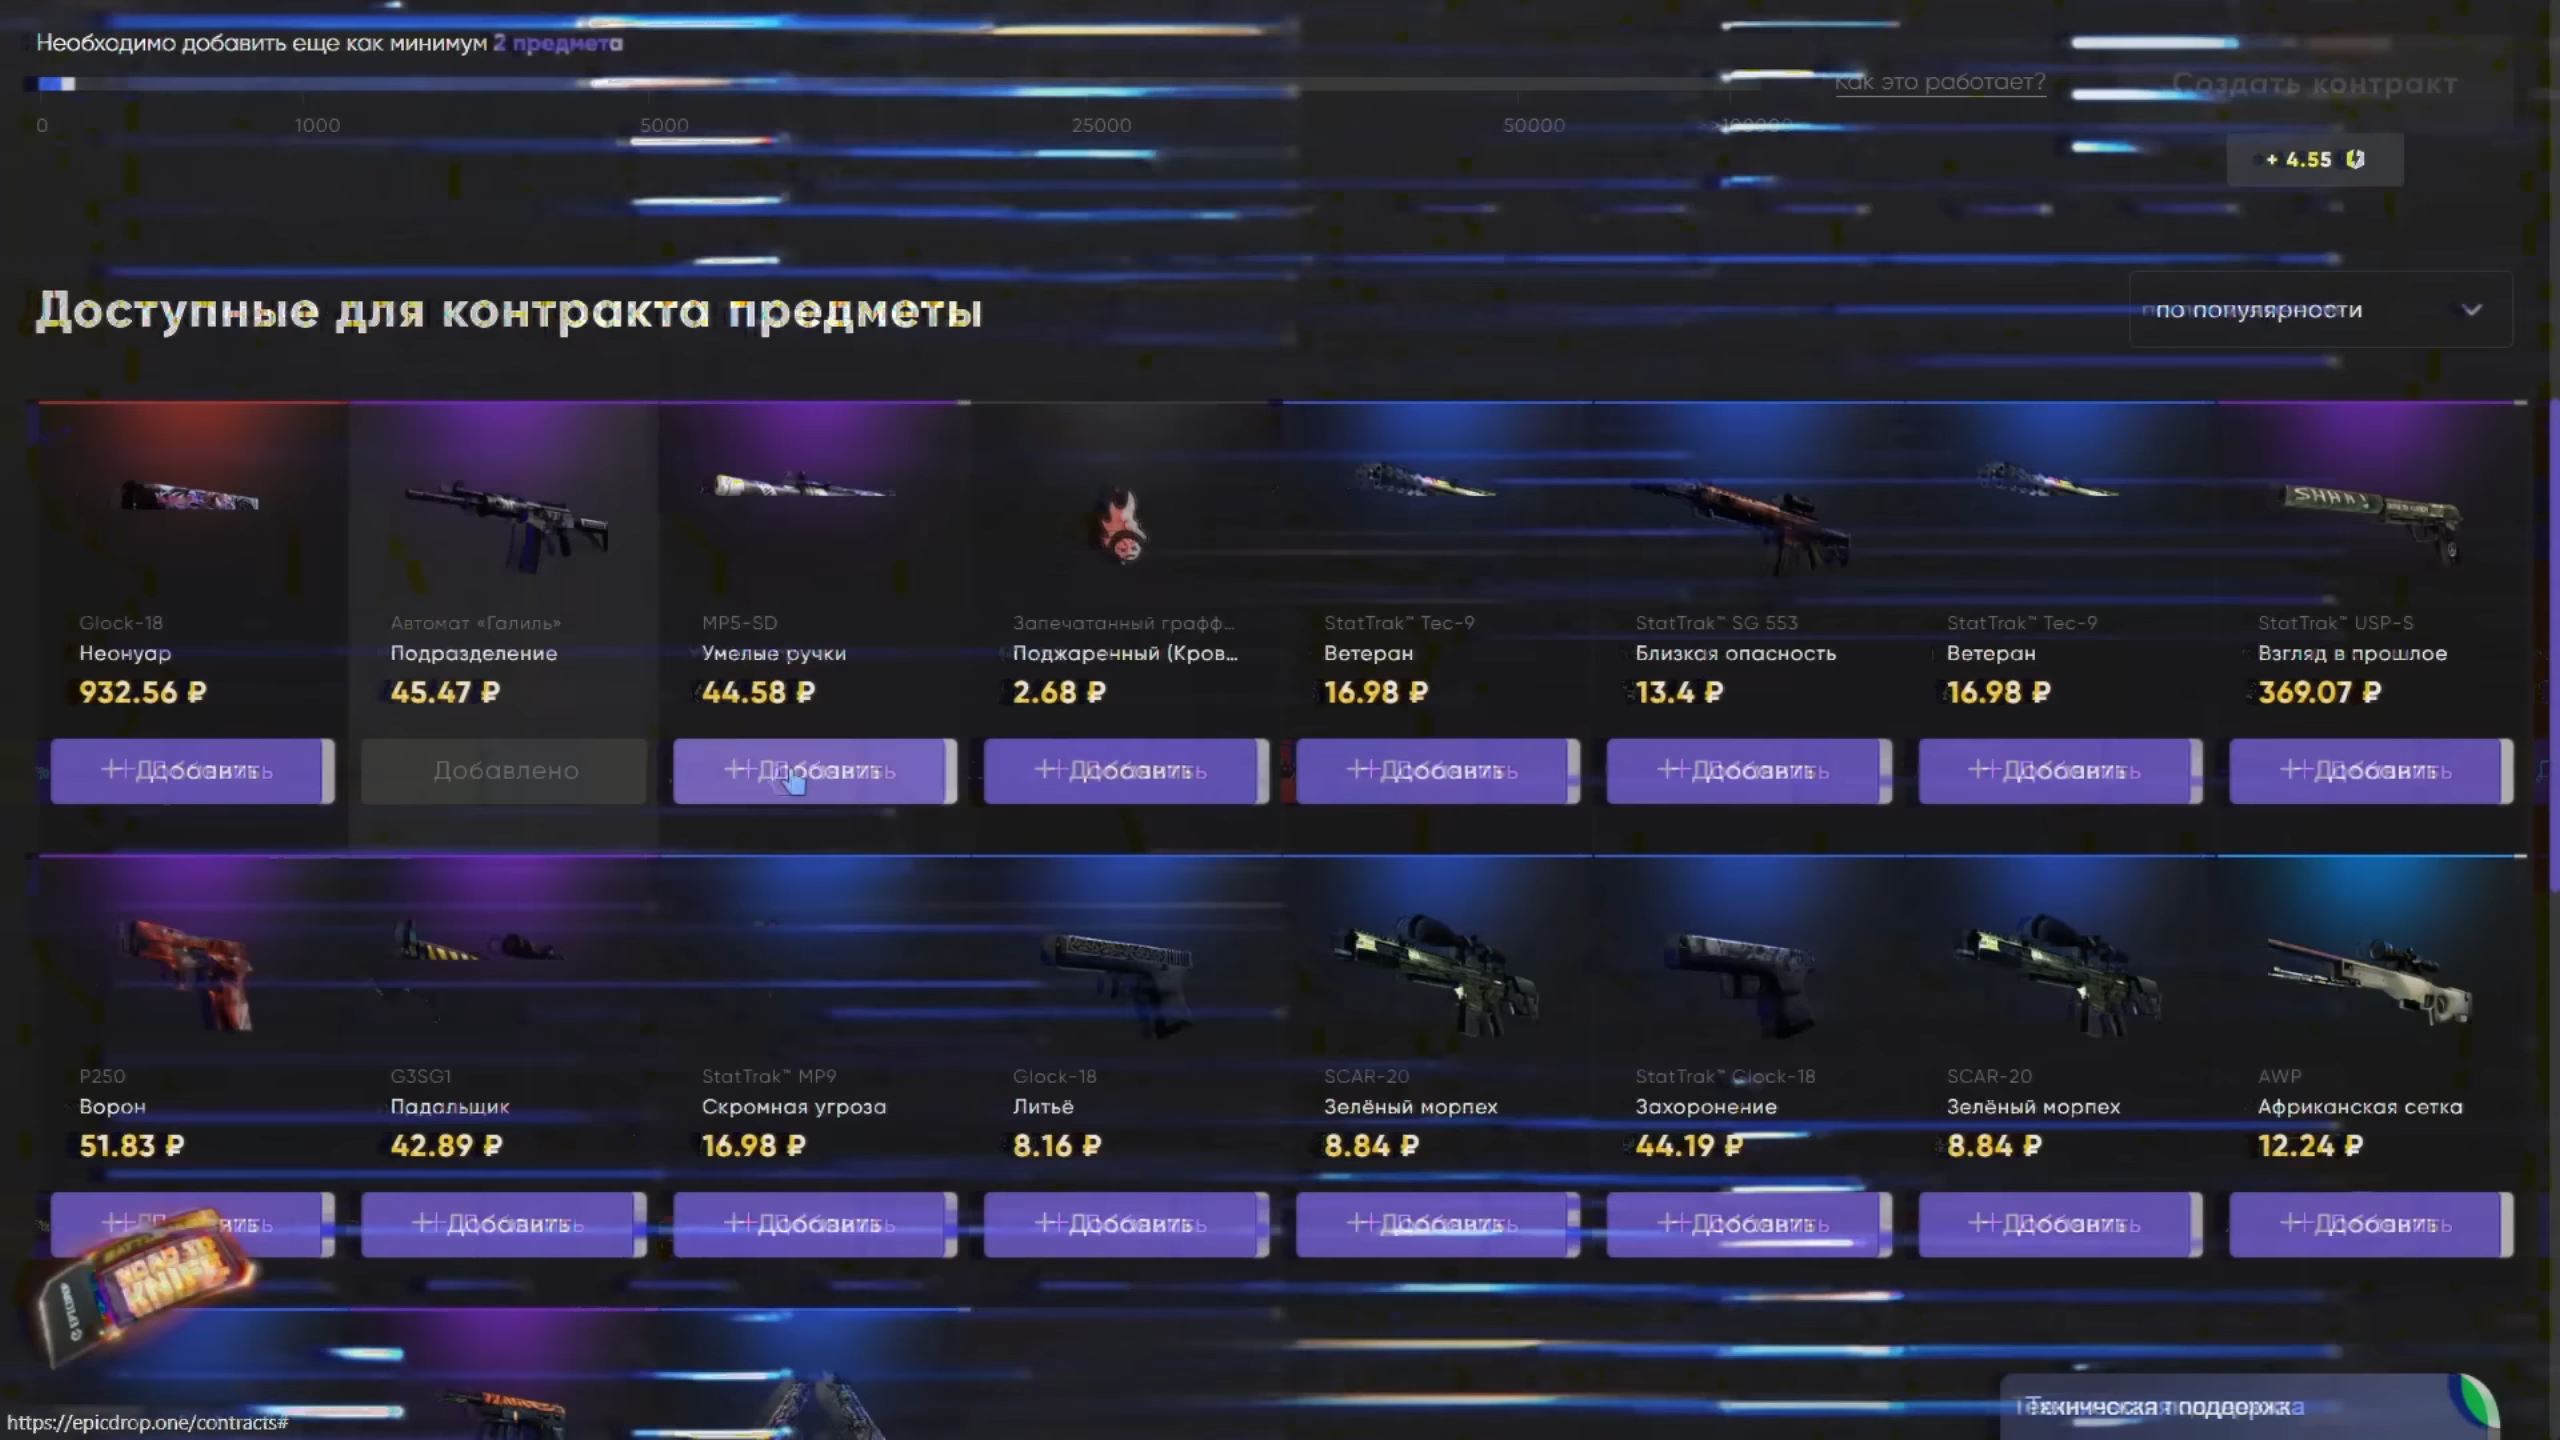 Необходимо добавить еще как минимум 2 предмета
Как это работает?
Создать контракт
0 1000 5000 25000 50000 >100000
+ 4.55
Доступные для контракта предметы
по популярности
Glock-18
Неонуар
932.56 ₽
+ Добавить
Автомат «Галиль»
Подразделение
45.47 ₽
Добавлено
MP5-SD
Умелые ручки
44.58 ₽
+ Добавить
Запечатанный графф...
Поджаренный (Кров...
2.68 ₽
+ Добавить
StatTrak™ Tec-9
Ветеран
16.98 ₽
+ Добавить
StatTrak™ SG 553
Близкая опасность
13.4 ₽
+ Добавить
StatTrak™ Tec-9
Ветеран
16.98 ₽
+ Добавить
StatTrak™ USP-S
Взгляд в прошлое
369.07 ₽
+ Добавить
P250
Ворон
51.83 ₽
+ Добавить
G3SG1
Падальщик
42.89 ₽
+ Добавить
StatTrak™ MP9
Скромная угроза
16.98 ₽
+ Добавить
Glock-18
Литьё
8.16 ₽
+ Добавить
SCAR-20
Зелёный морпех
8.84 ₽
+ Добавить
StatTrak™ Glock-18
Захоронение
44.19 ₽
+ Добавить
SCAR-20
Зелёный морпех
8.84 ₽
+ Добавить
AWP
Африканская сетка
12.24 ₽
+ Добавить
ROAD TO
KNIFE
Техническая поддержка
https://epicdrop.one/contracts#